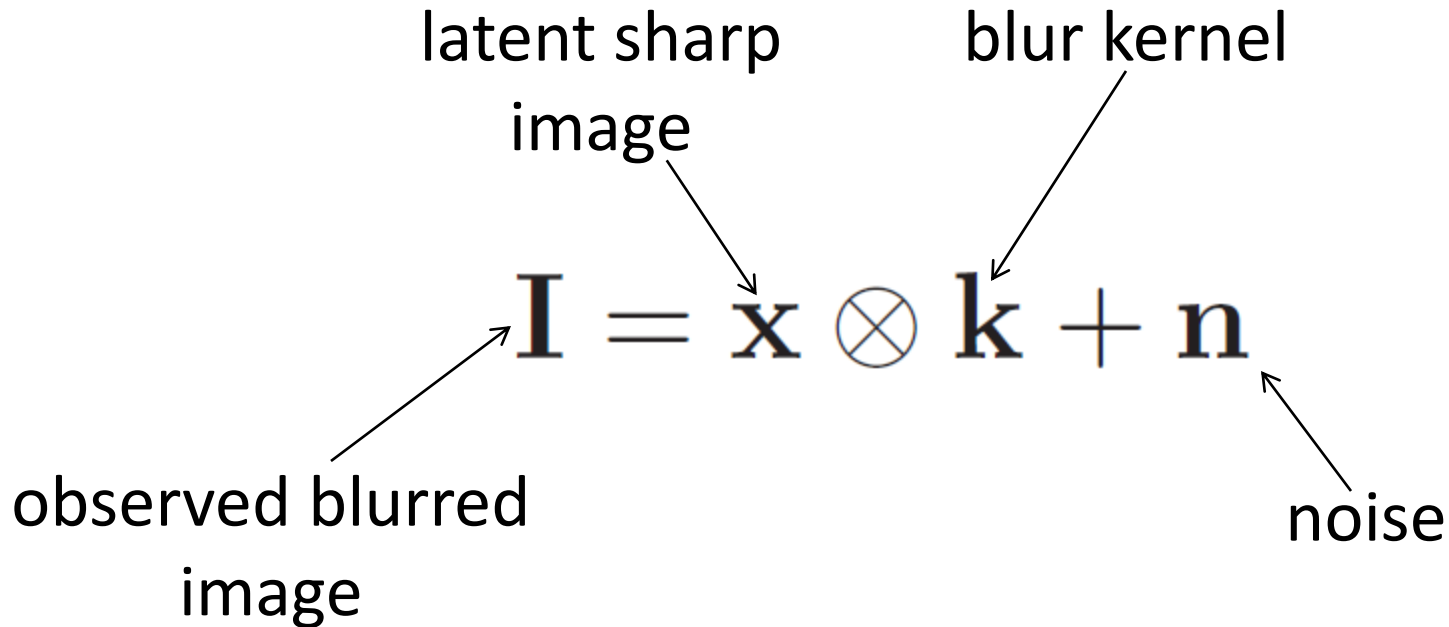 latent sharp
image
blur kernel
I = x ⊗ k + n
observed blurred
image
noise